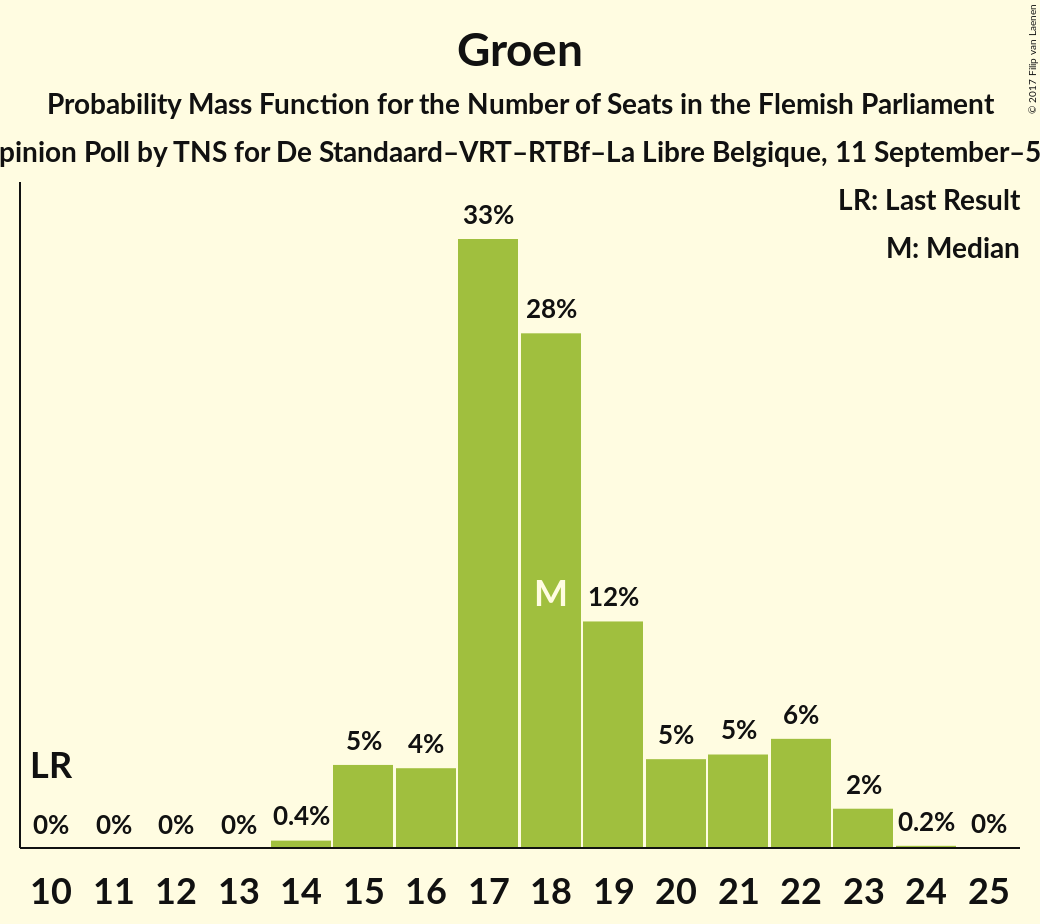 Groen
Probability Mass Function for the Number of Seats in the Flemish Parliament
pinion Poll by TNS for De Standaard–VRT–RTBf–La Libre Belgique, 11 September–5
© 2017 Filip van Laenen
LR: Last Result
M: Median
33%
28%
M
12%
LR
5% 4% 5% 5% 6% 2%
0% 0% 0% 0% 0.4% 0.2% 0%
10 11 12 13 14 15 16 17 18 19 20 21 22 23 24 25